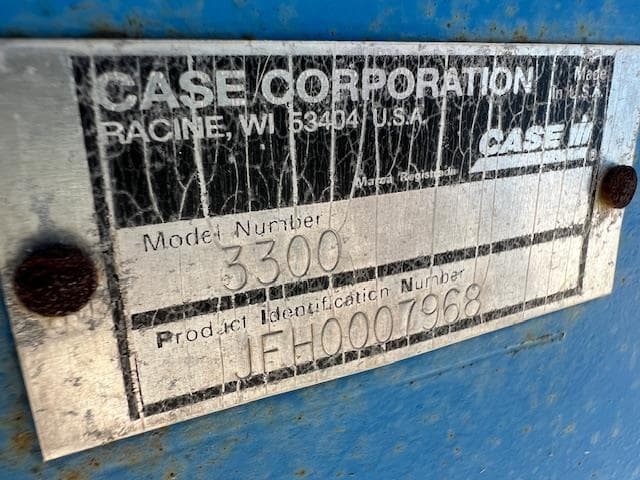 CASE CORPORATION
Made
In U.S.A.
RACINE, WI 53404 U.S.A.
CASE IH
®
Marca Registrada
Model Number
3300
Product Identification Number
JFH0007968